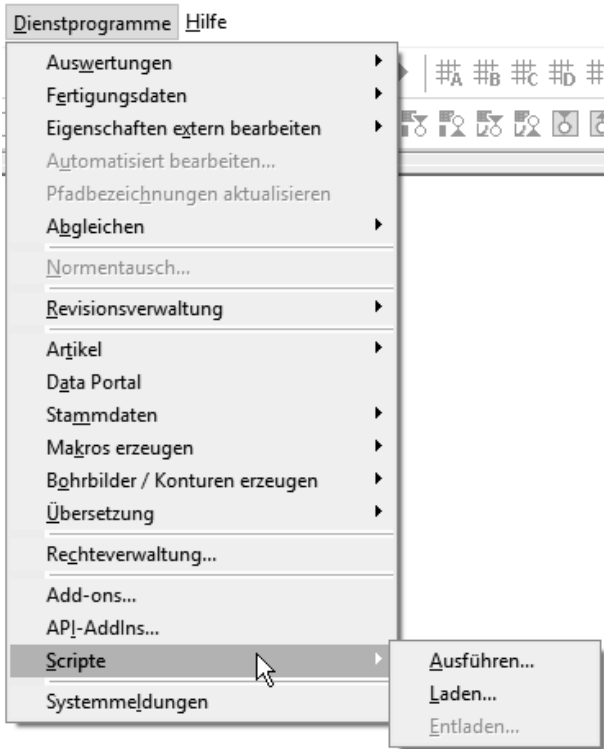 Dienstprogramme Hilfe
Auswertungen
Fertigungsdaten
Eigenschaften extern bearbeiten
Automatisiert bearbeiten...
Pfadbezeichnungen aktualisieren
Abgleichen
Normentausch...
Revisionsverwaltung
Artikel
Data Portal
Stammdaten
Makros erzeugen
Bohrbilder / Konturen erzeugen
Übersetzung
Rechteverwaltung...
Add-ons...
API-AddIns...
Scripte
Systemmeldungen
Ausführen...
Laden...
Entladen...
A B C D